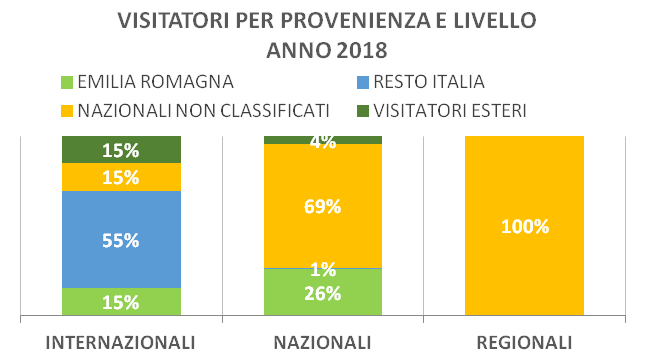 VISITATORI PER PROVENIENZA E LIVELLO
ANNO 2018
EMILIA ROMAGNA RESTO ITALIA
NAZIONALI NON CLASSIFICATI VISITATORI ESTERI
15% 4%
15%
69% 100%
55%
1%
15% 26%
INTERNAZIONALI NAZIONALI REGIONALI